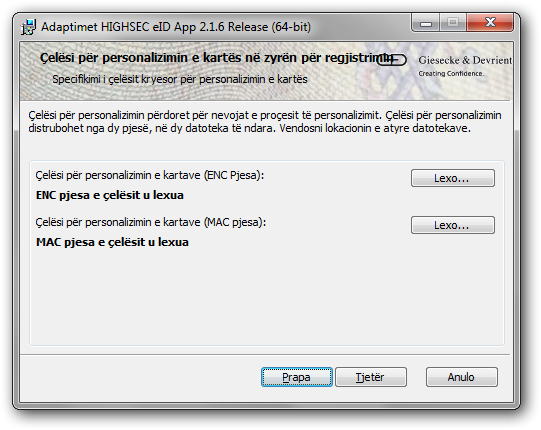 Adaptimet HIGHSEC eID App 2.1.6 Release (64-bit)
Çelësi për personalizimin e kartës në zyrën për regjistrimin
Giesecke & Devrient
Creating Confidence.
Specifikimi i çelësit kryesor për personalizimin e kartës
Çelësi për personalizimin përdoret për nevojat e proçesit të personalizimit. Çelësi për personalizimin
distrubohet nga dy pjesë, në dy datoteka të ndara. Vendosni lokacionin e atyre datotekave.
Çelësi për personalizimin e kartave (ENC Pjesa):
Lexo...
ENC pjesa e çelësit u lexua
Çelësi për personalizimin e kartave (MAC pjesa):
Lexo...
MAC pjesa e çelësit u lexua
Prapa
Tjetër
Anulo